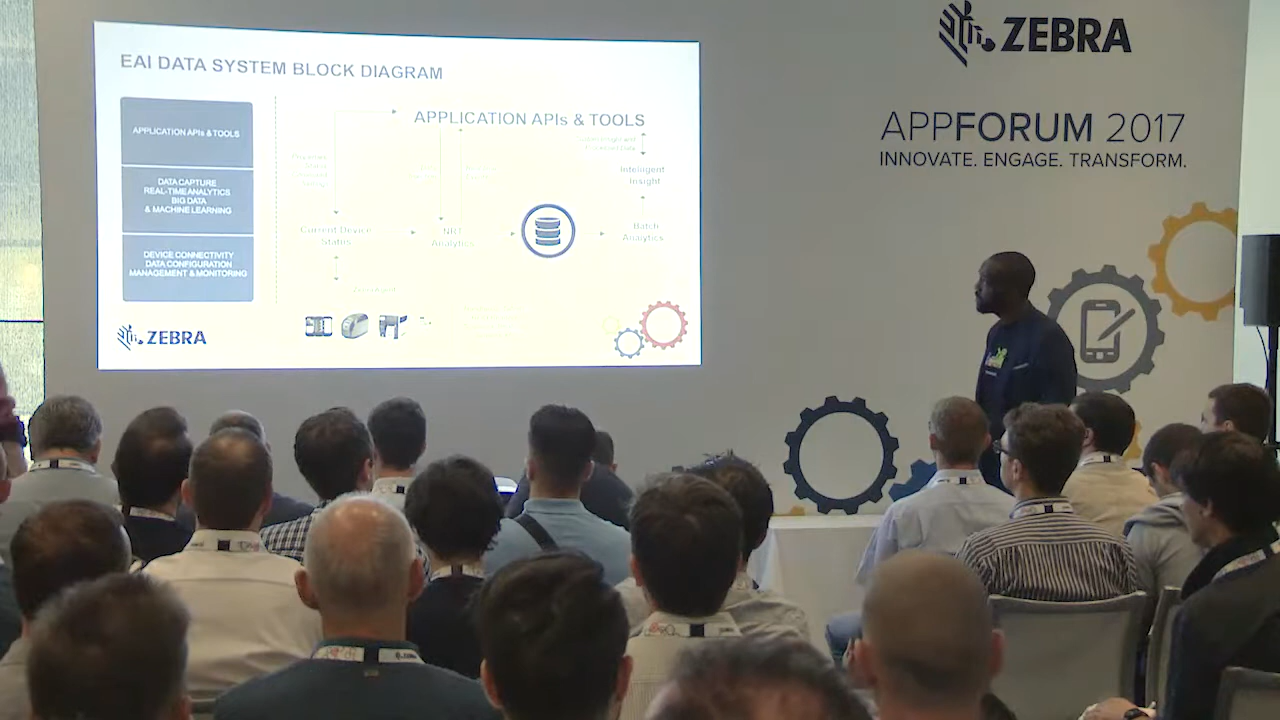 EAI DATA SYSTEM BLOCK DIAGRAM
APPLICATION APIs & TOOLS
DATA CAPTURE
REAL-TIME ANALYTICS
BIG DATA
& MACHINE LEARNING
DEVICE CONNECTIVITY
DATA CONFIGURATION
MANAGEMENT & MONITORING
APPLICATION APIs & TOOLS
Intelligent
Insight
Current Device
Status
NRT
Analytics
Batch
Analytics
ZEBRA
ZEBRA
APPFORUM 2017
INNOVATE. ENGAGE. TRANSFORM.